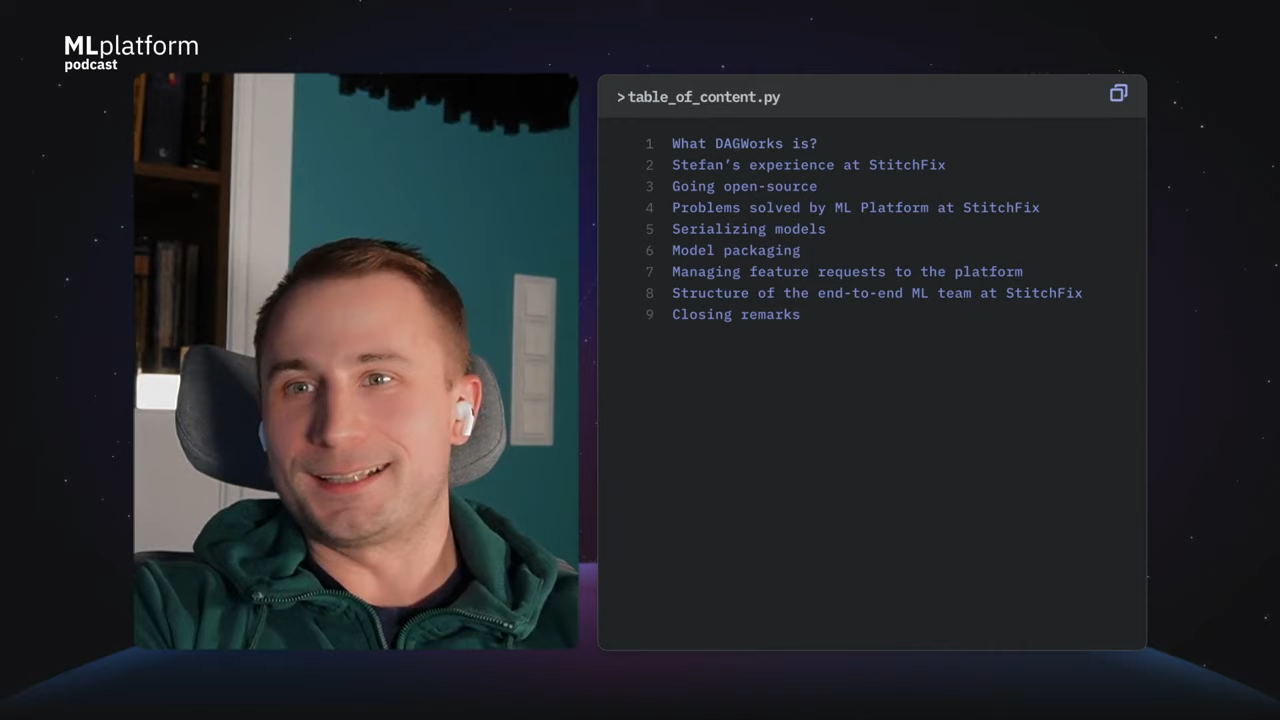 MLplatform
podcast
>table_of_content.py
1 What DAGWorks is?
2 Stefan’s experience at StitchFix
3 Going open-source
4 Problems solved by ML Platform at StitchFix
5 Serializing models
6 Model packaging
7 Managing feature requests to the platform
8 Structure of the end-to-end ML team at StitchFix
9 Closing remarks